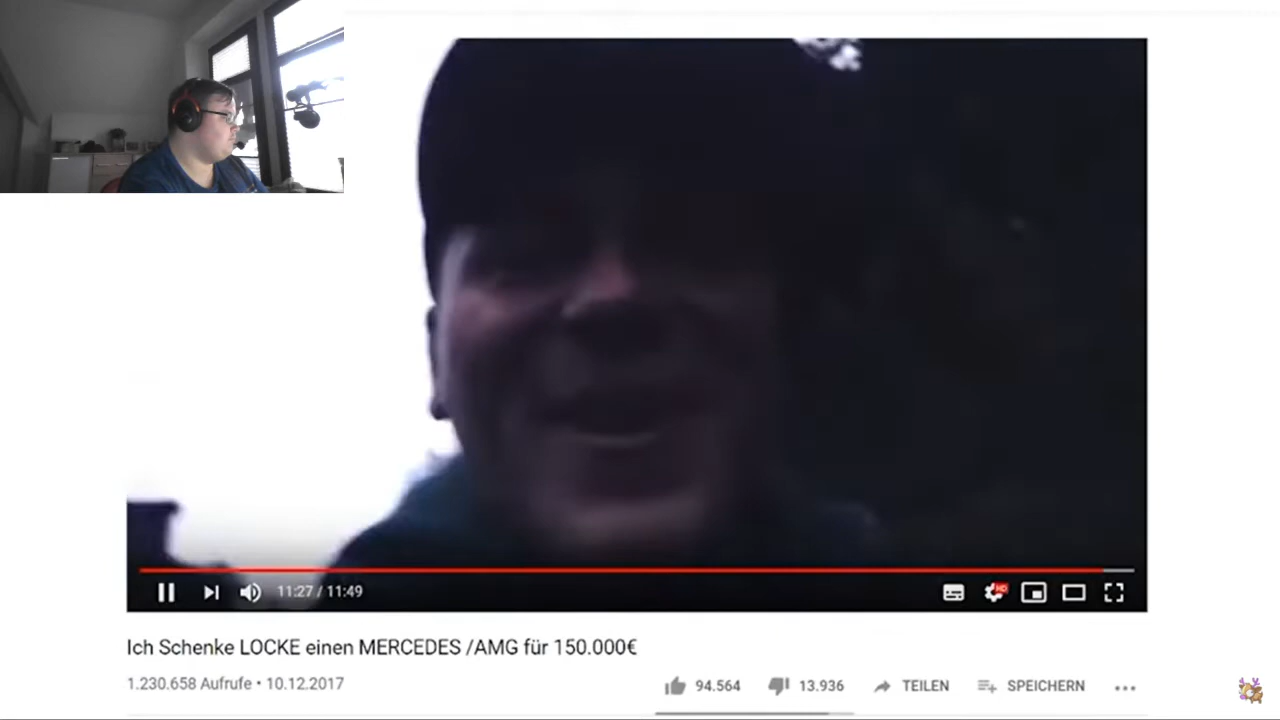 11:27 / 11:49
HD
Ich Schenke LOCKE einen MERCEDES /AMG für 150.000€
1.230.658 Aufrufe • 10.12.2017
94.564
13.936
TEILEN
SPEICHERN